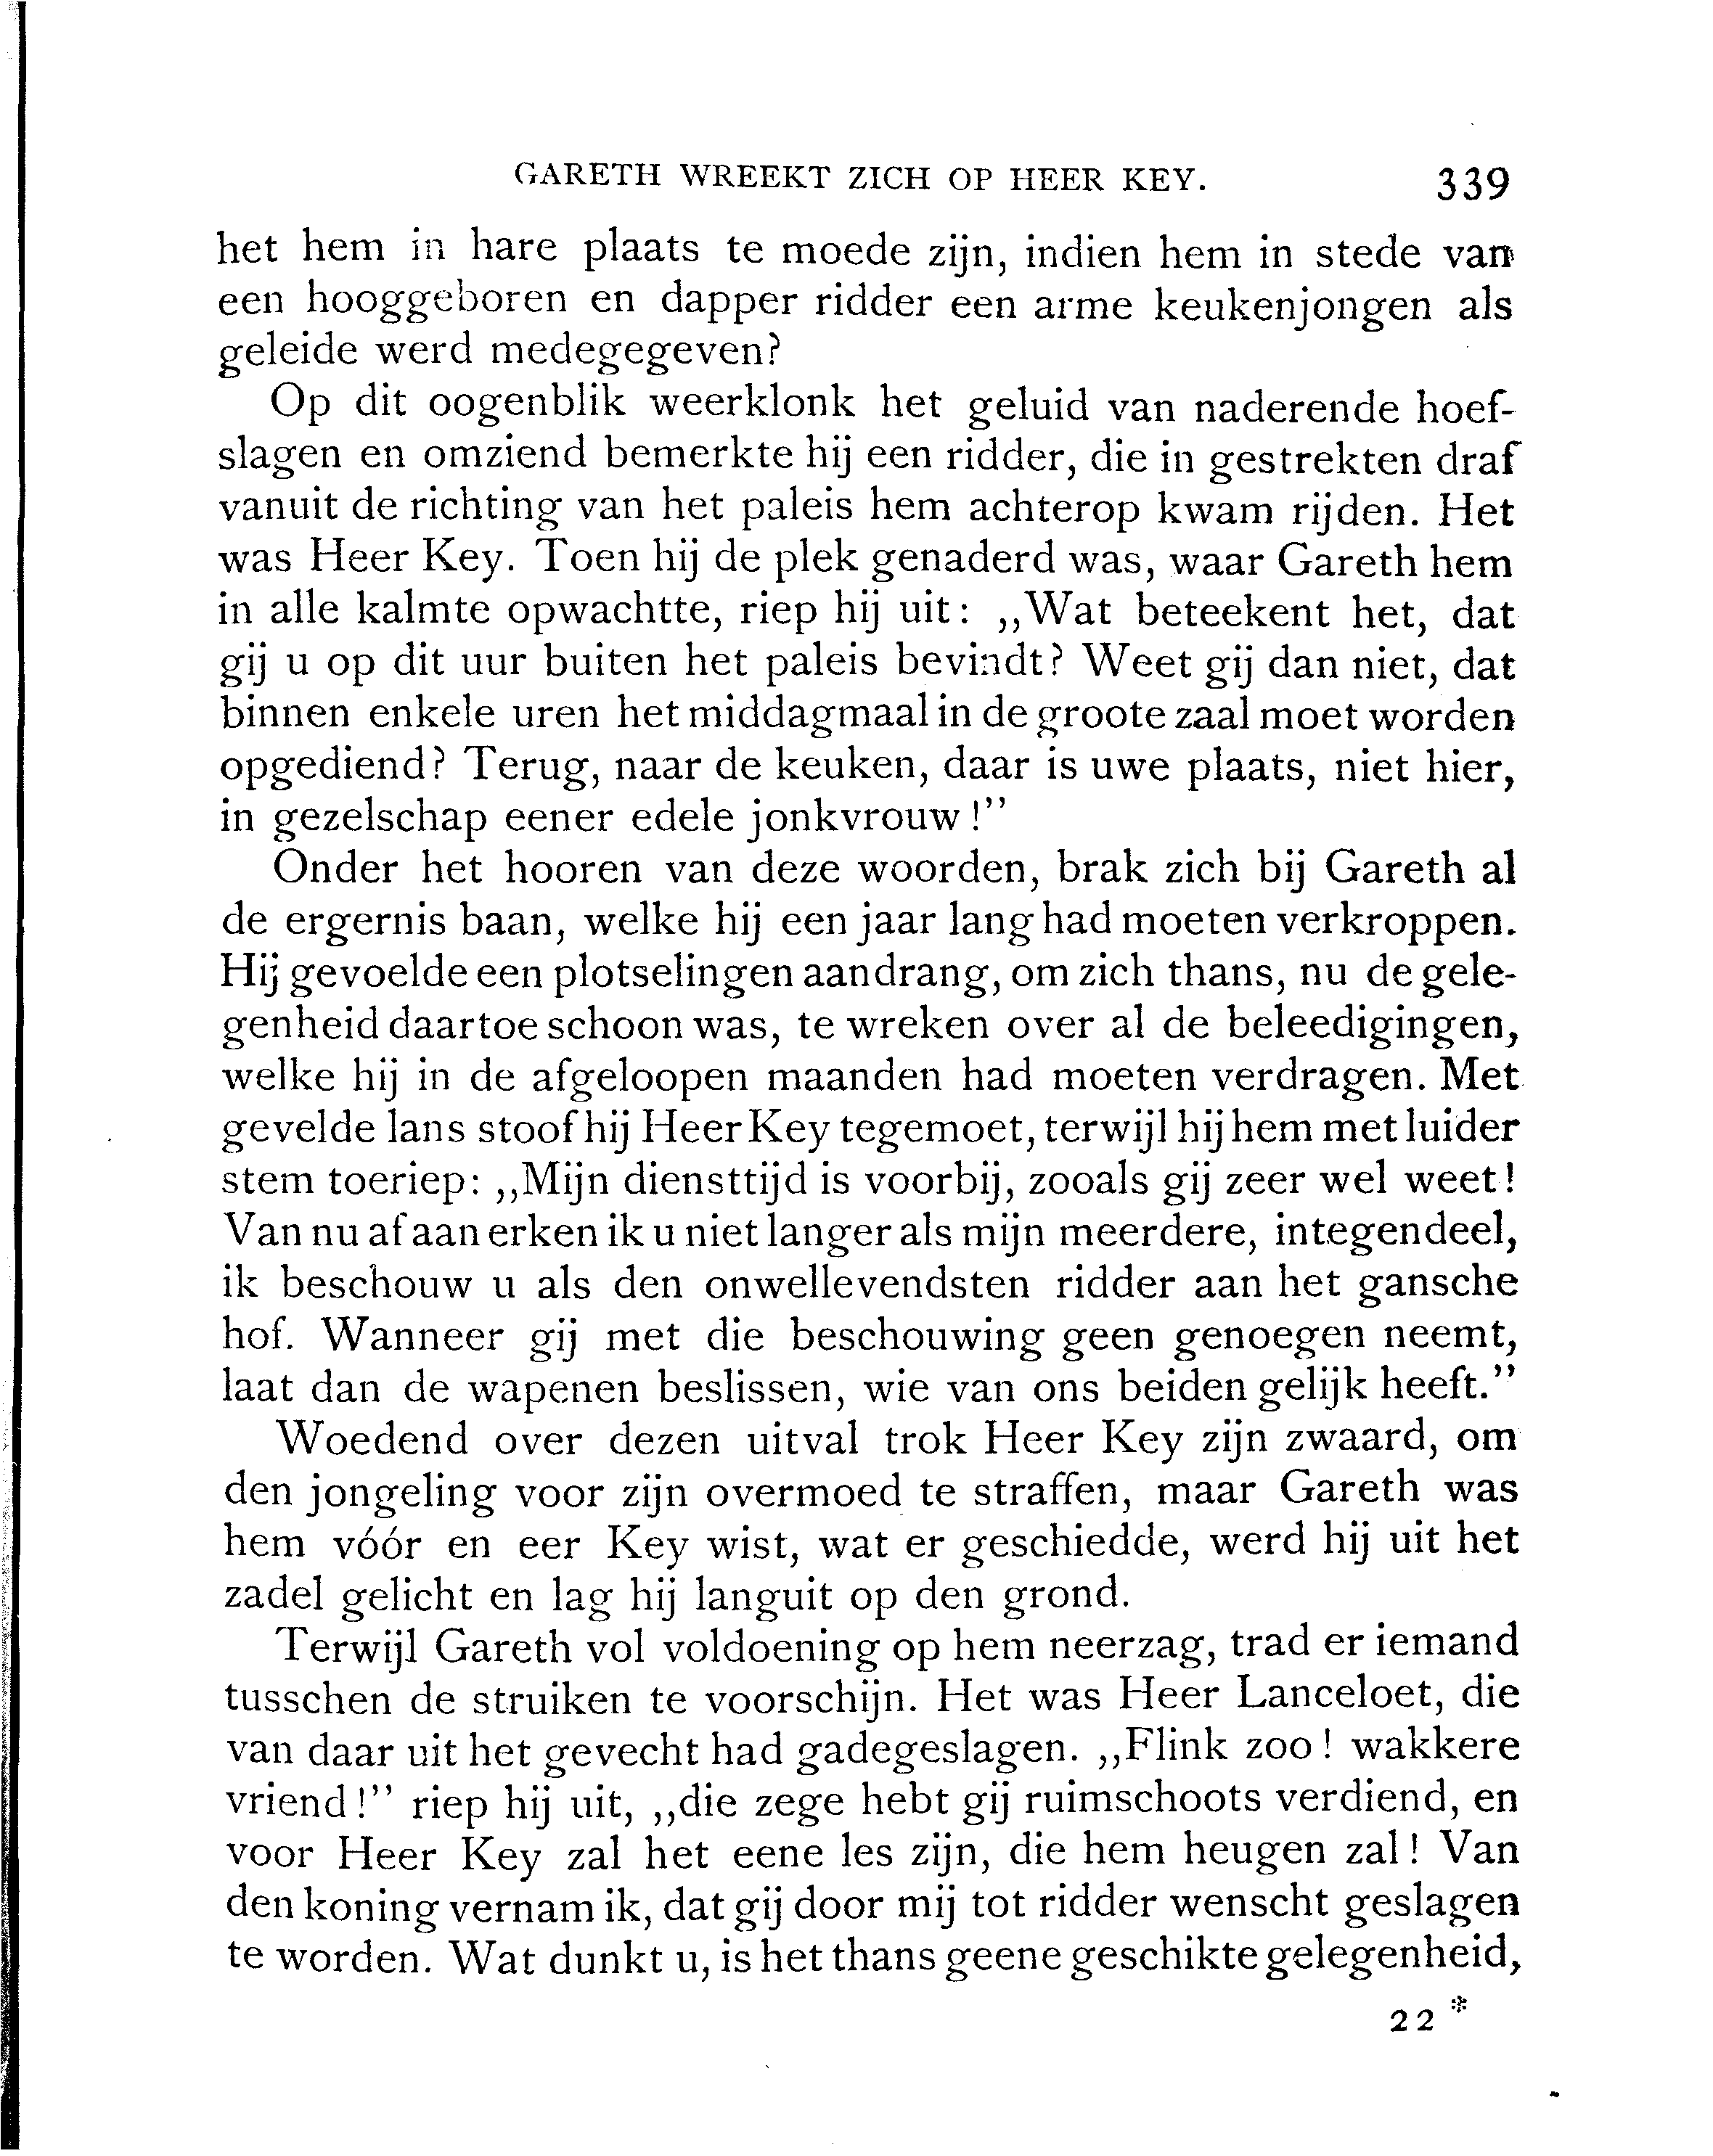 GARETH WREEKT ZICH OP HEER KEY. 339
het hem in hare plaats te moede zijn, indien hem in stede van
een hooggeboren en dapper ridder een arme keukenjongen als
geleide werd medegegeven?
Op dit oogenblik weerklonk het geluid van naderende hoef-
slagen en omziend bemerkte hij een ridder, die in gestrekten draf
vanuit de richting van het paleis hem achterop kwam rijden. Het
was Heer Key. Toen hij de plek genaderd was, waar Gareth hem
in alle kalmte opwachtte, riep hij uit: ,,Wat beteekent het, dat
gij u op dit uur buiten het paleis bevindt? Weet gij dan niet, dat
binnen enkele uren het middagmaal in de groote zaal moet worden
opgediend? Terug, naar de keuken, daar is uwe plaats, niet hier,
in gezelschap eener edele jonkvrouw!”
Onder het hooren van deze woorden, brak zich bij Gareth al
de ergernis baan, welke hij een jaar lang had moeten verkroppen.
Hij gevoelde een plotselingen aandrang, om zich thans, nu de gele-
genheid daartoe schoon was, te wreken over al de beleedigingen,
welke hij in de afgeloopen maanden had moeten verdragen. Met
gevelde lans stoof hij Heer Key tegemoet, terwijl hij hem met luider
stem toeriep: ,,Mijn diensttijd is voorbij, zooals gij zeer wel weet!
Van nu af aan erken ik u niet langer als mijn meerdere, integendeel,
ik beschouw u als den onwellevendsten ridder aan het gansche
hof. Wanneer gij met die beschouwing geen genoegen neemt,
laat dan de wapenen beslissen, wie van ons beiden gelijk heeft.”
Woedend over dezen uitval trok Heer Key zijn zwaard, om
den jongeling voor zijn overmoed te straffen, maar Gareth was
hem vóór en eer Key wist, wat er geschiedde, werd hij uit het
zadel gelicht en lag hij languit op den grond.
Terwijl Gareth vol voldoening op hem neerzag, trad er iemand
tusschen de struiken te voorschijn. Het was Heer Lanceloet, die
van daar uit het gevecht had gadegeslagen. ,,Flink zoo! wakkere
vriend!” riep hij uit, ,,die zege hebt gij ruimschoots verdiend, en
voor Heer Key zal het eene les zijn, die hem heugen zal! Van
den koning vernam ik, dat gij door mij tot ridder wenscht geslagen
te worden. Wat dunkt u, is het thans geene geschikte gelegenheid,
22 *